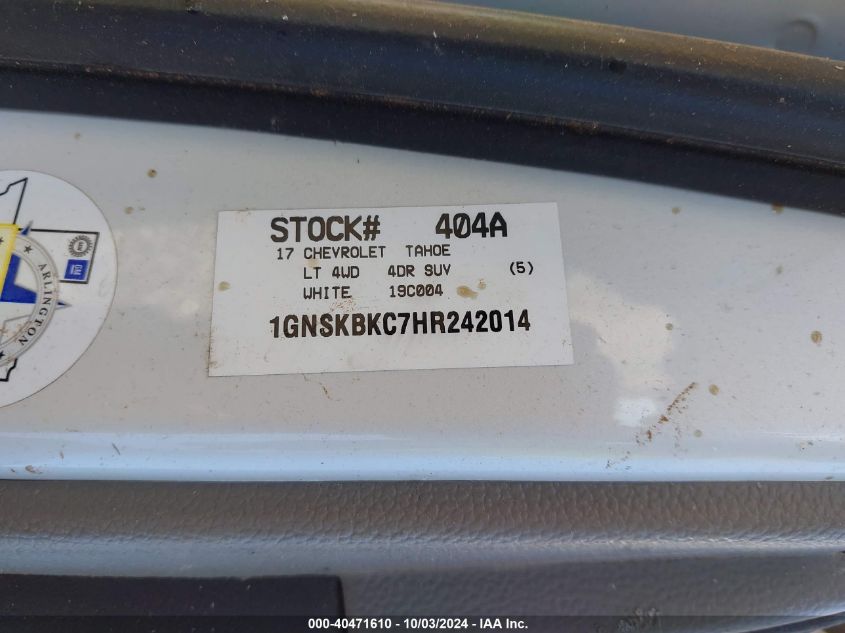 STOCK# 404A
17 CHEVROLET TAHOE
LT 4WD 4DR SUV (5)
WHITE 19C004
1GNSKBKC7HR242014
ARLINGTON
GM
000-40471610 - 10/03/2024 - IAA Inc.